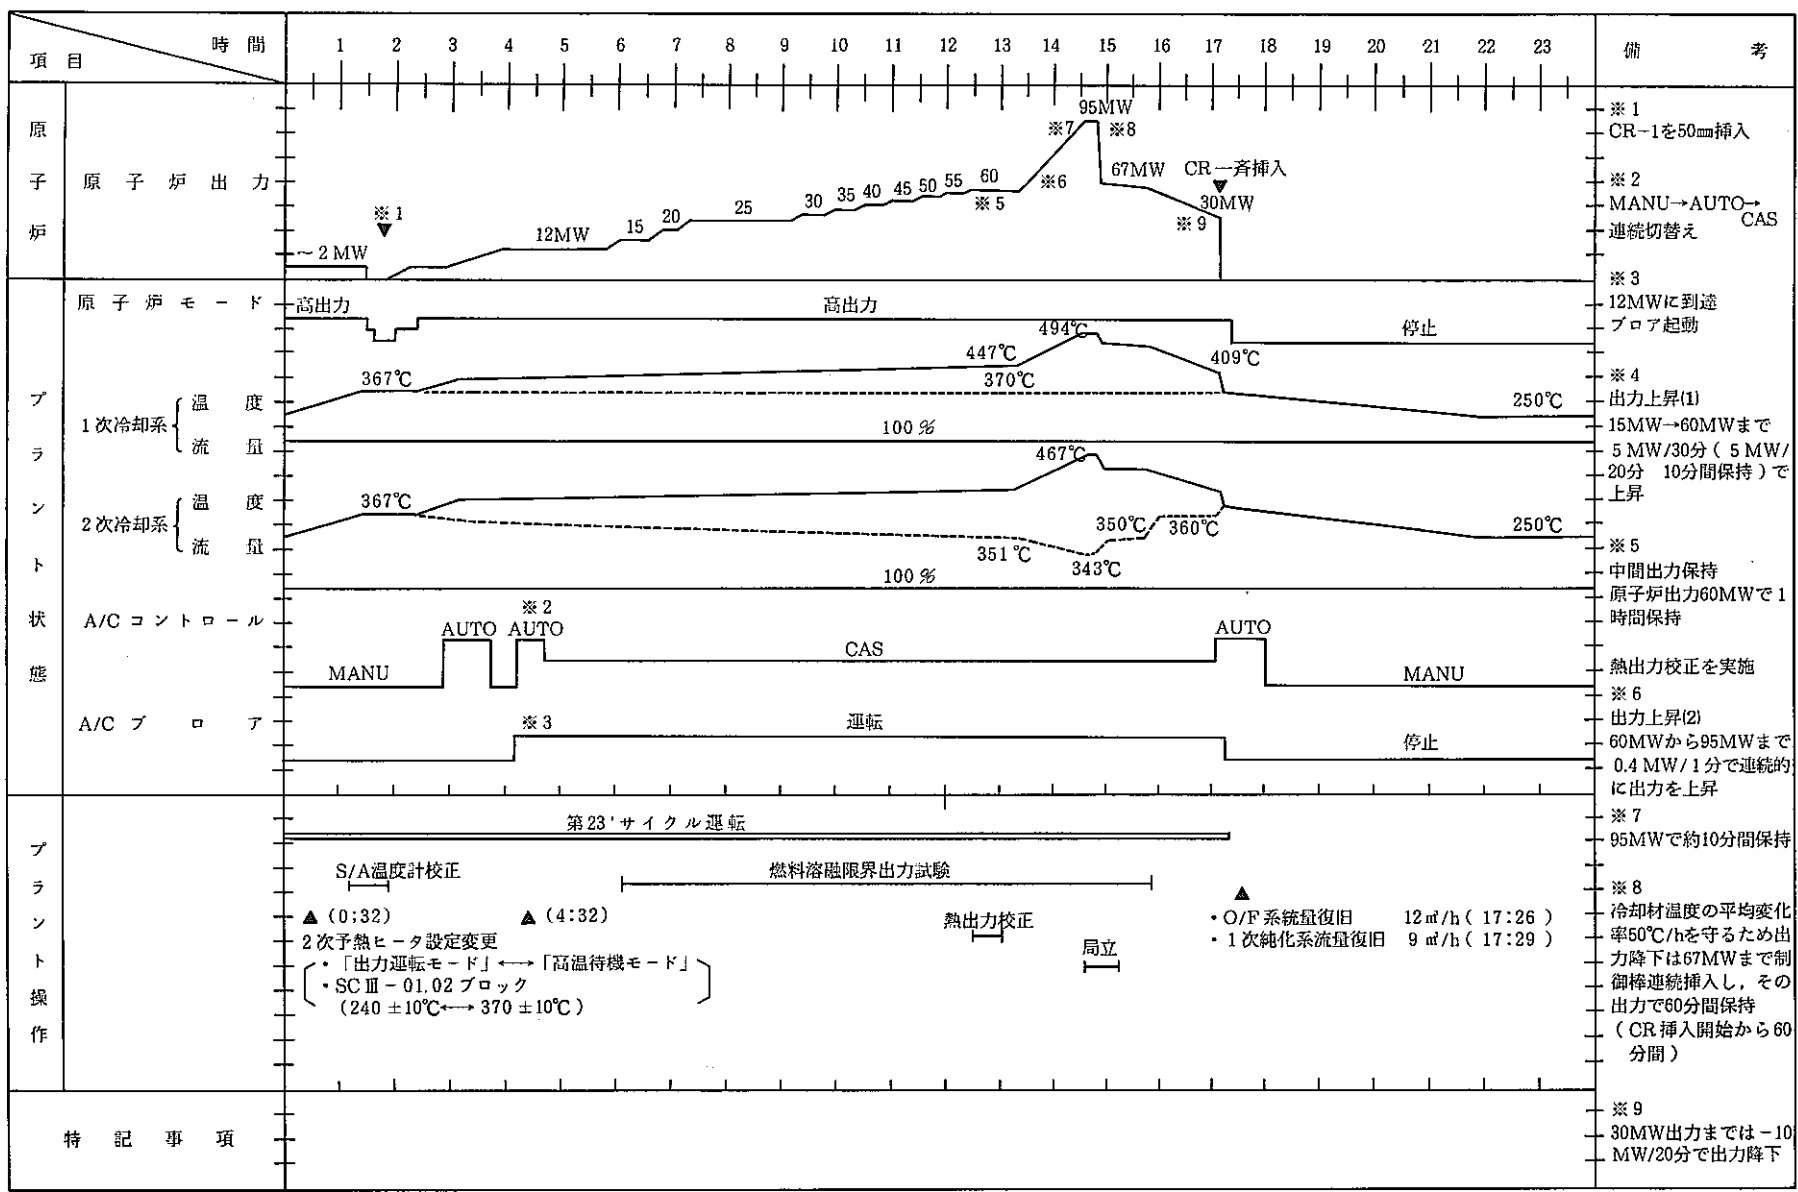 時間
項目
1 2 3 4 5 6 7 8 9 10 11 12 13 14 15 16 17 18 19 20 21 22 23
備考
原子炉
原子炉出力
~2 MW
※1
12MW
15
20
25
30
35
40
45
50
55
60
※5
※6
※7
95MW
※8
67MW
CR一斉挿入
30MW
※9
プラント状態
原子炉モード
高出力
高出力
停止
1次冷却系
温度
流量
367℃
447℃
370℃
494℃
409℃
250℃
100%
2次冷却系
温度
流量
367℃
467℃
351℃
343℃
350℃
360℃
250℃
100%
A/Cコントロール
MANU
AUTO
※2
AUTO
CAS
AUTO
MANU
A/Cブロア
※3
運転
停止
プラント操作
第23'サイクル運転
S/A温度計校正
燃料溶融限界出力試験
▲(0;32)
▲(4:32)
2次予熱ヒータ設定変更
・「出力運転モード」←→「高温待機モード」
・SCⅢ-01,02ブロック
(240±10℃←→370±10℃)
熱出力校正
局立
▲
・O/F系統量復旧 12㎥/h(17:26)
・1次純化系流量復旧 9㎥/h(17:29)
特記事項
※1
CR-1を50㎜挿入
※2
MANU→AUTO→
CAS
連続切替え
※3
12MWに到達
ブロア起動
※4
出力上昇(1)
15MW→60MWまで
5MW/30分(5MW/
20分 10分間保持)で
上昇
※5
中間出力保持
原子炉出力60MWで1
時間保持
熱出力校正を実施
※6
出力上昇(2)
60MWから95MWまで
0.4MW/1分で連続的
に出力を上昇
※7
95MWで約10分間保持
※8
冷却材温度の平均変化
率50℃/hを守るため出
力降下は67MWまで制
御棒連続挿入し,その
出力で60分間保持
(CR挿入開始から60
分間)
※9
30MW出力までは-10
MW/20分で出力降下